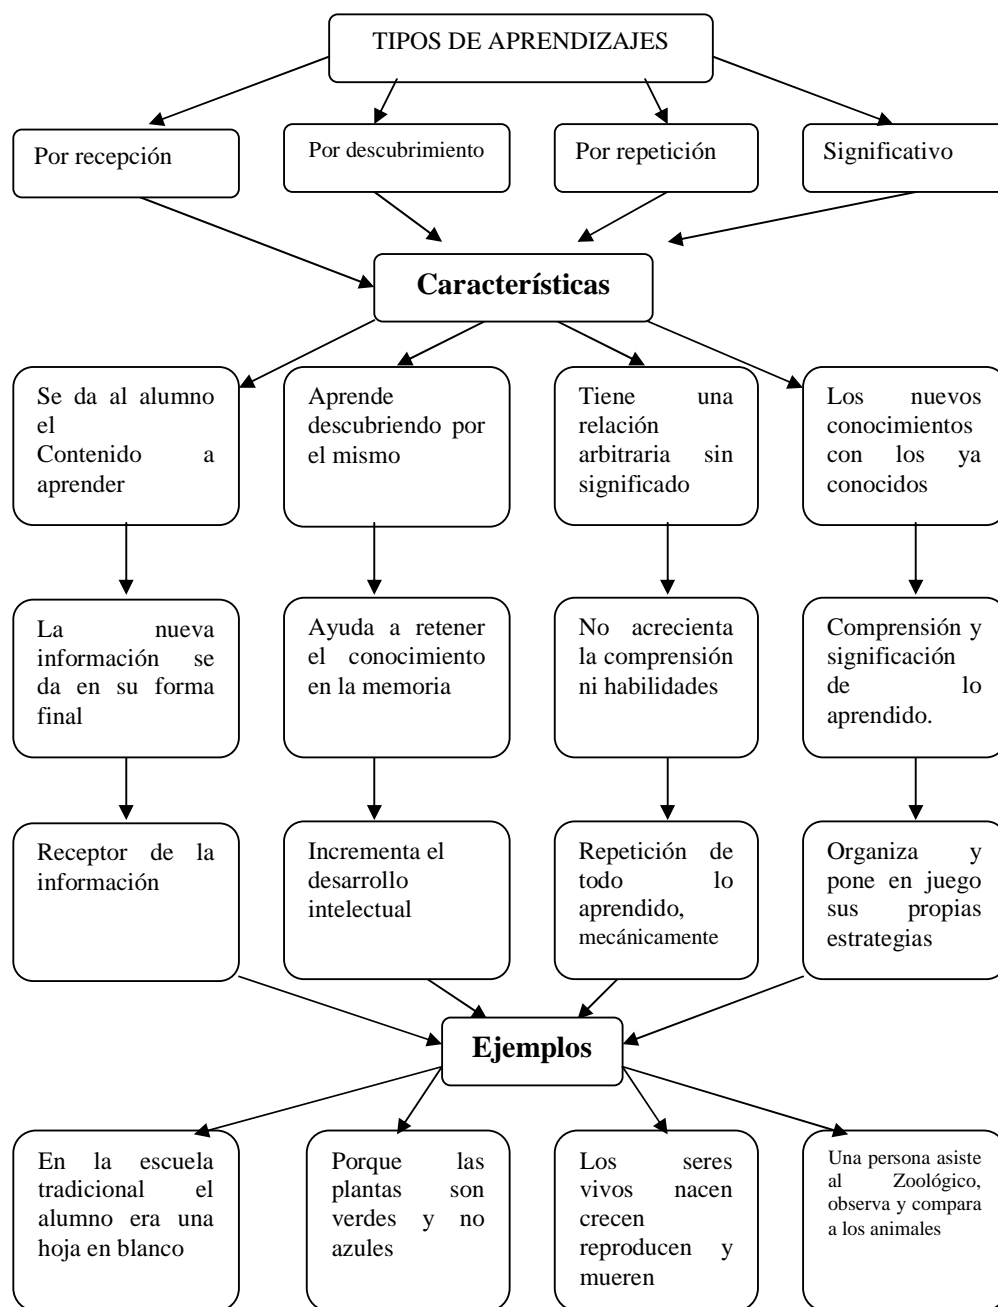 TIPOS DE APRENDIZAJES
Por recepción
Por descubrimiento
Por repetición
Significativo
Característísticas
Se da al alumno
el
Contenido a
aprender
Aprende
descubriendo por
el mismo
Tiene una
relación
arbitraria sin
significado
Los nuevos
conocimientos
con los ya
conocidos
La nueva
información se
da en su forma
final
Ayuda a retener
el conocimiento
en la memoria
No acrecienta
la comprensión
ni habilidades
Comprensión y
significación
de lo
aprendido.
Receptor de la
información
Incrementa el
desarrollo
intelectual
Repetición de
todo lo
aprendido,
mecánicamente
Organiza y
pone en juego
sus propias
estrategias
Ejemplos
En la escuela
tradicional el
alumno era una
hoja en blanco
Porque las
plantas son
verdes y no
azules
Los seres
vivos nacen
crecen
reproducen y
mueren
Una persona asiste
al Zoológico,
observa y compara
a los animales